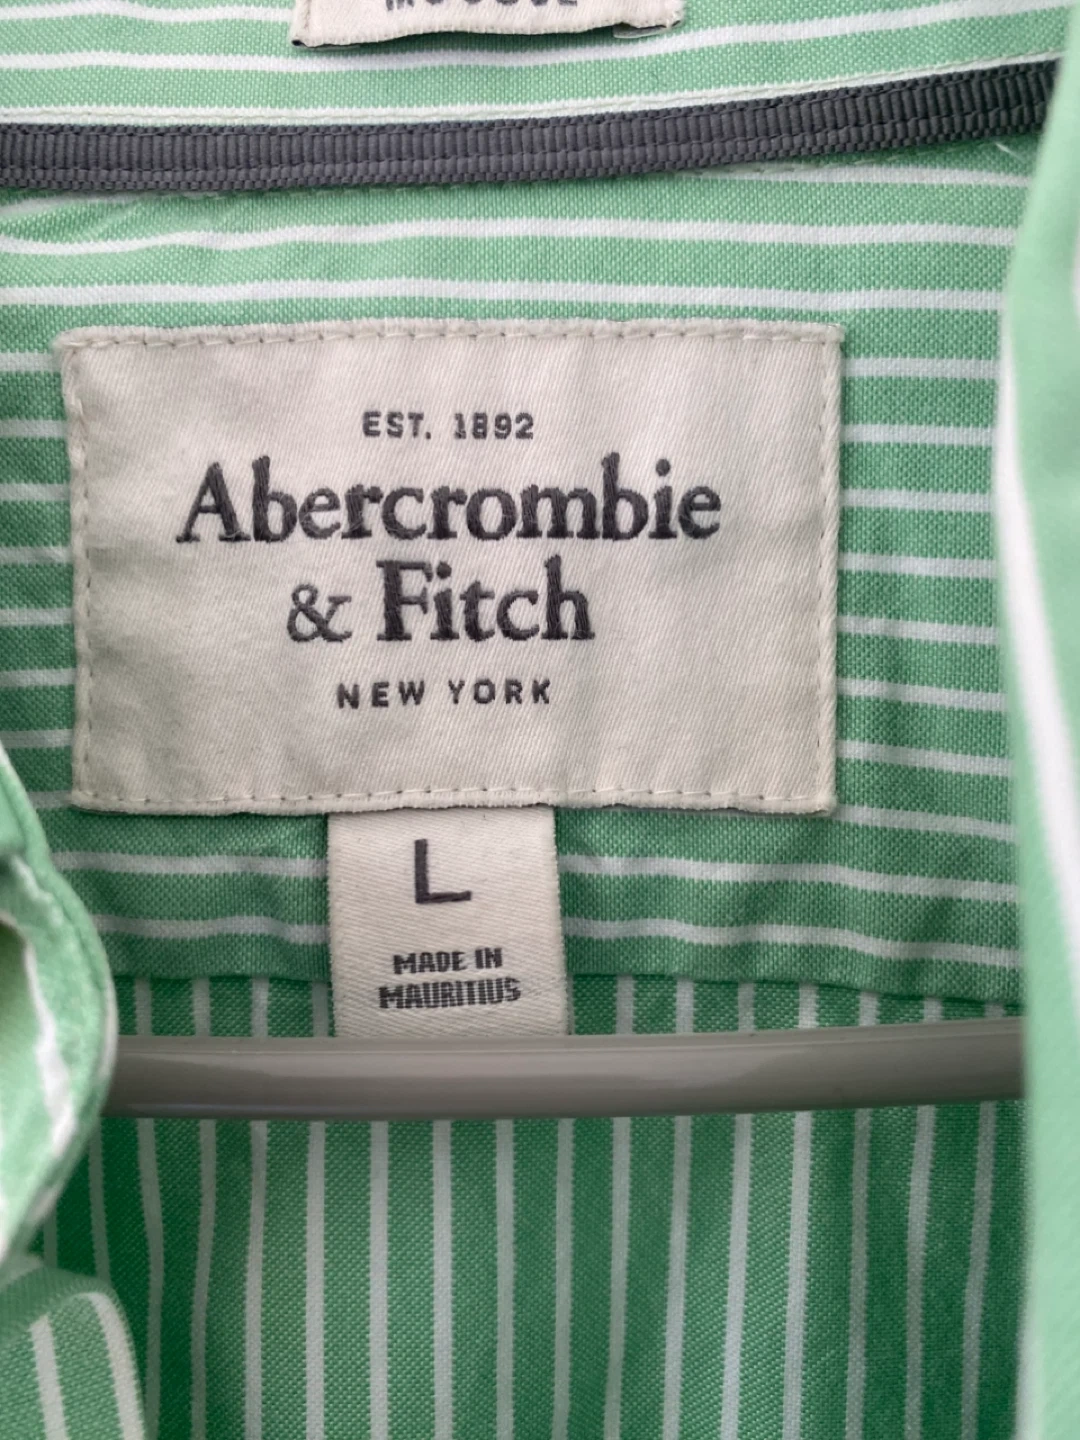 EST. 1892
Abercrombie
& Fitch
NEW YORK
L
MADE IN
MAURITIUS